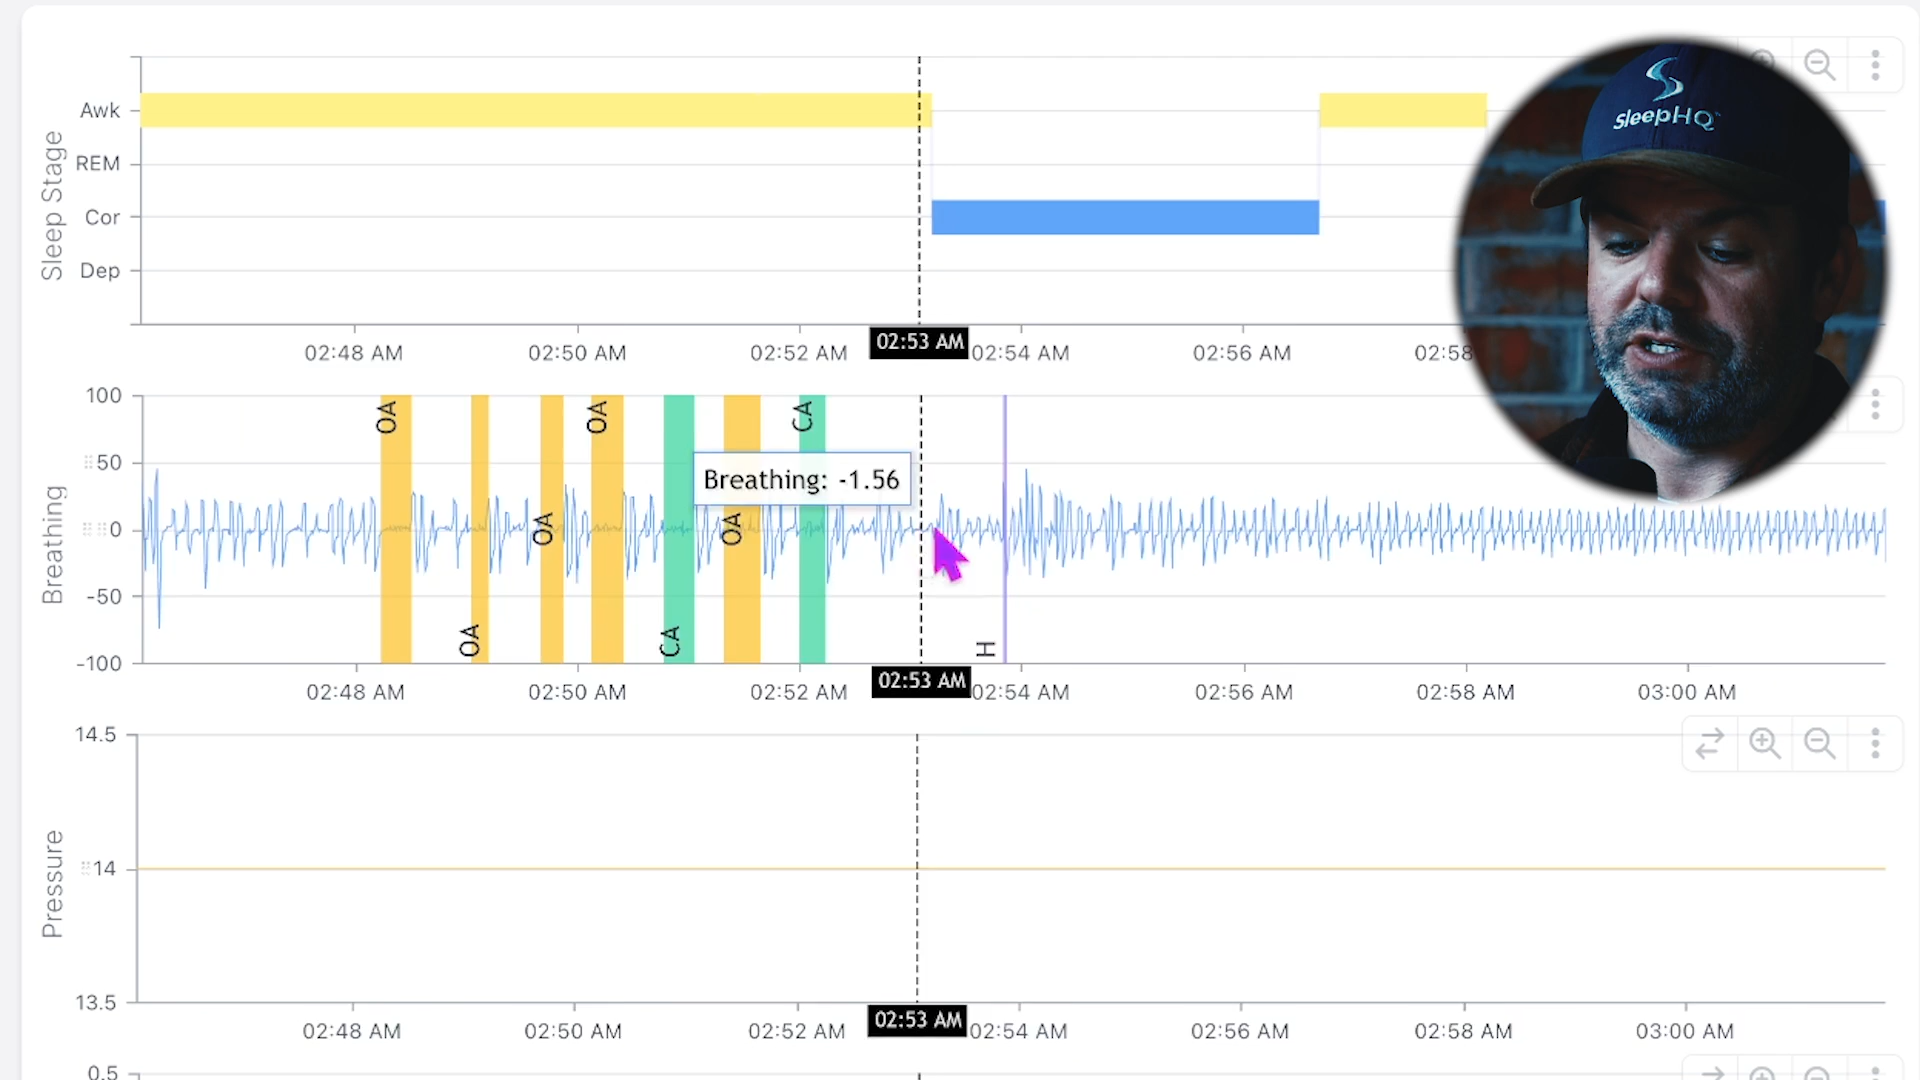 SleepHQ
Sleep Stage
Awk
REM
Cor
Dep
02:48 AM 02:50 AM 02:52 AM 02:53 AM 02:54 AM 02:56 AM 02:58
Breathing
100
50
0
-50
-100
OA
OA
OA
OA
CA
OA
CA
H
Breathing: -1.56
02:48 AM 02:50 AM 02:52 AM 02:53 AM 02:54 AM 02:56 AM 02:58 AM 03:00 AM
Pressure
14.5
14
13.5
02:48 AM 02:50 AM 02:52 AM 02:53 AM 02:54 AM 02:56 AM 02:58 AM 03:00 AM
0.5